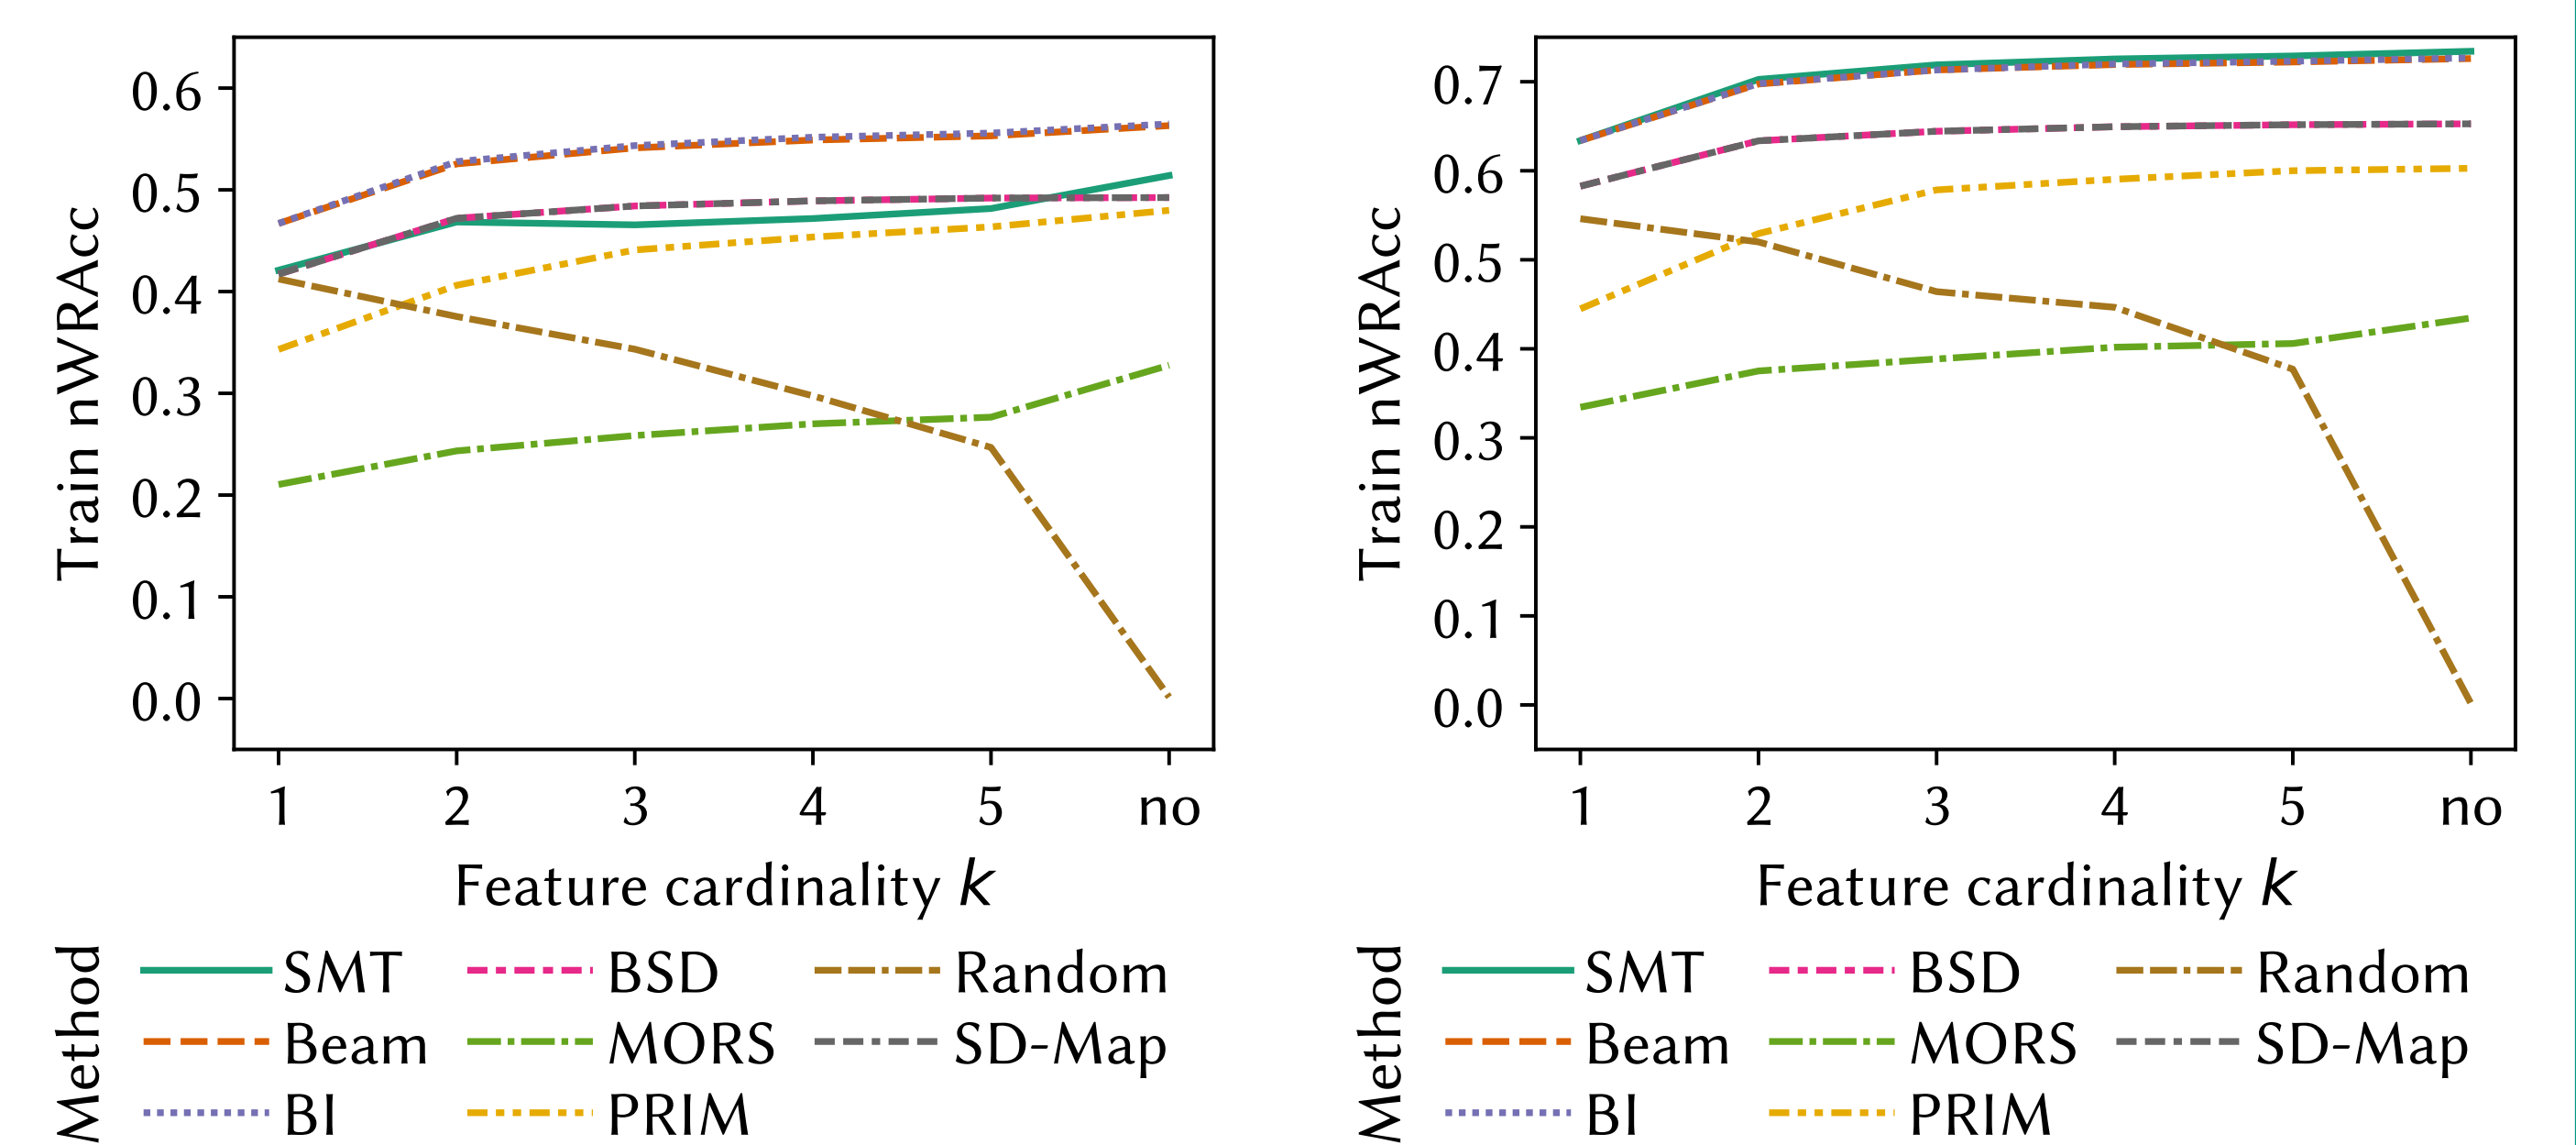 Train nWRAcc
0.6
0.5
0.4
0.3
0.2
0.1
0.0
1 2 3 4 5 no
Feature cardinality k
Method
SMT BSD Random
Beam MORS SD-Map
BI PRIM
Train nWRAcc
0.7
0.6
0.5
0.4
0.3
0.2
0.1
0.0
1 2 3 4 5 no
Feature cardinality k
Method
SMT BSD Random
Beam MORS SD-Map
BI PRIM